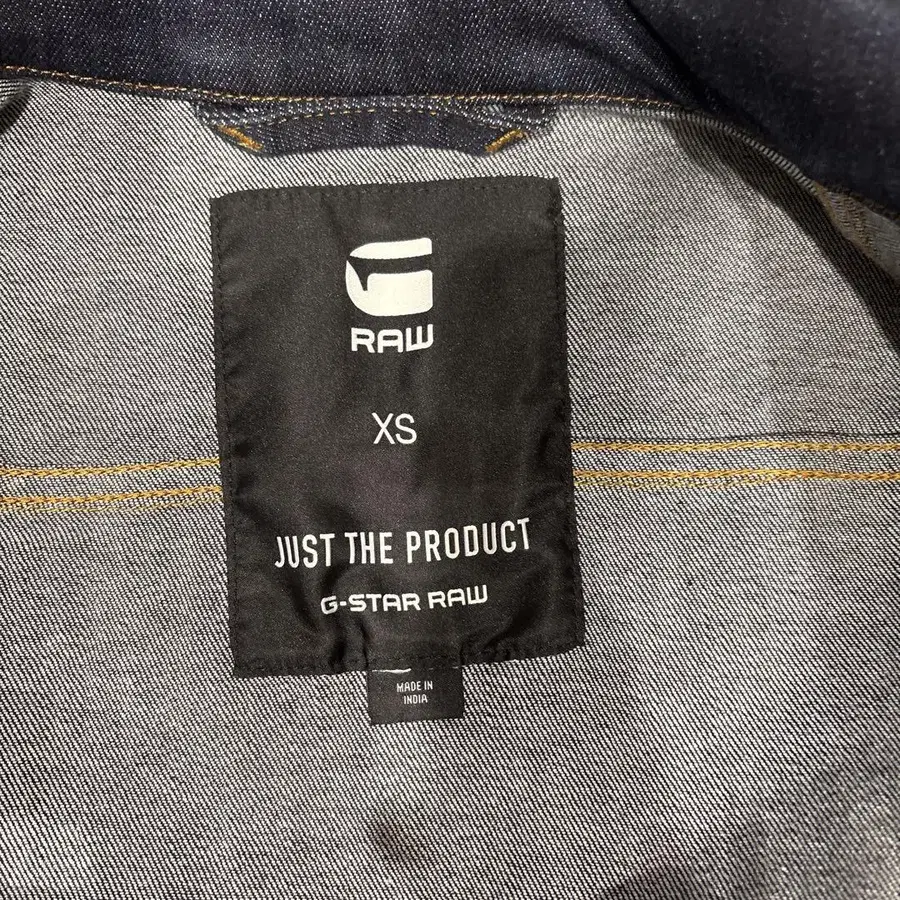 RAW
XS
JUST THE PRODUCT
G-STAR RAW
MADE IN
INDIA